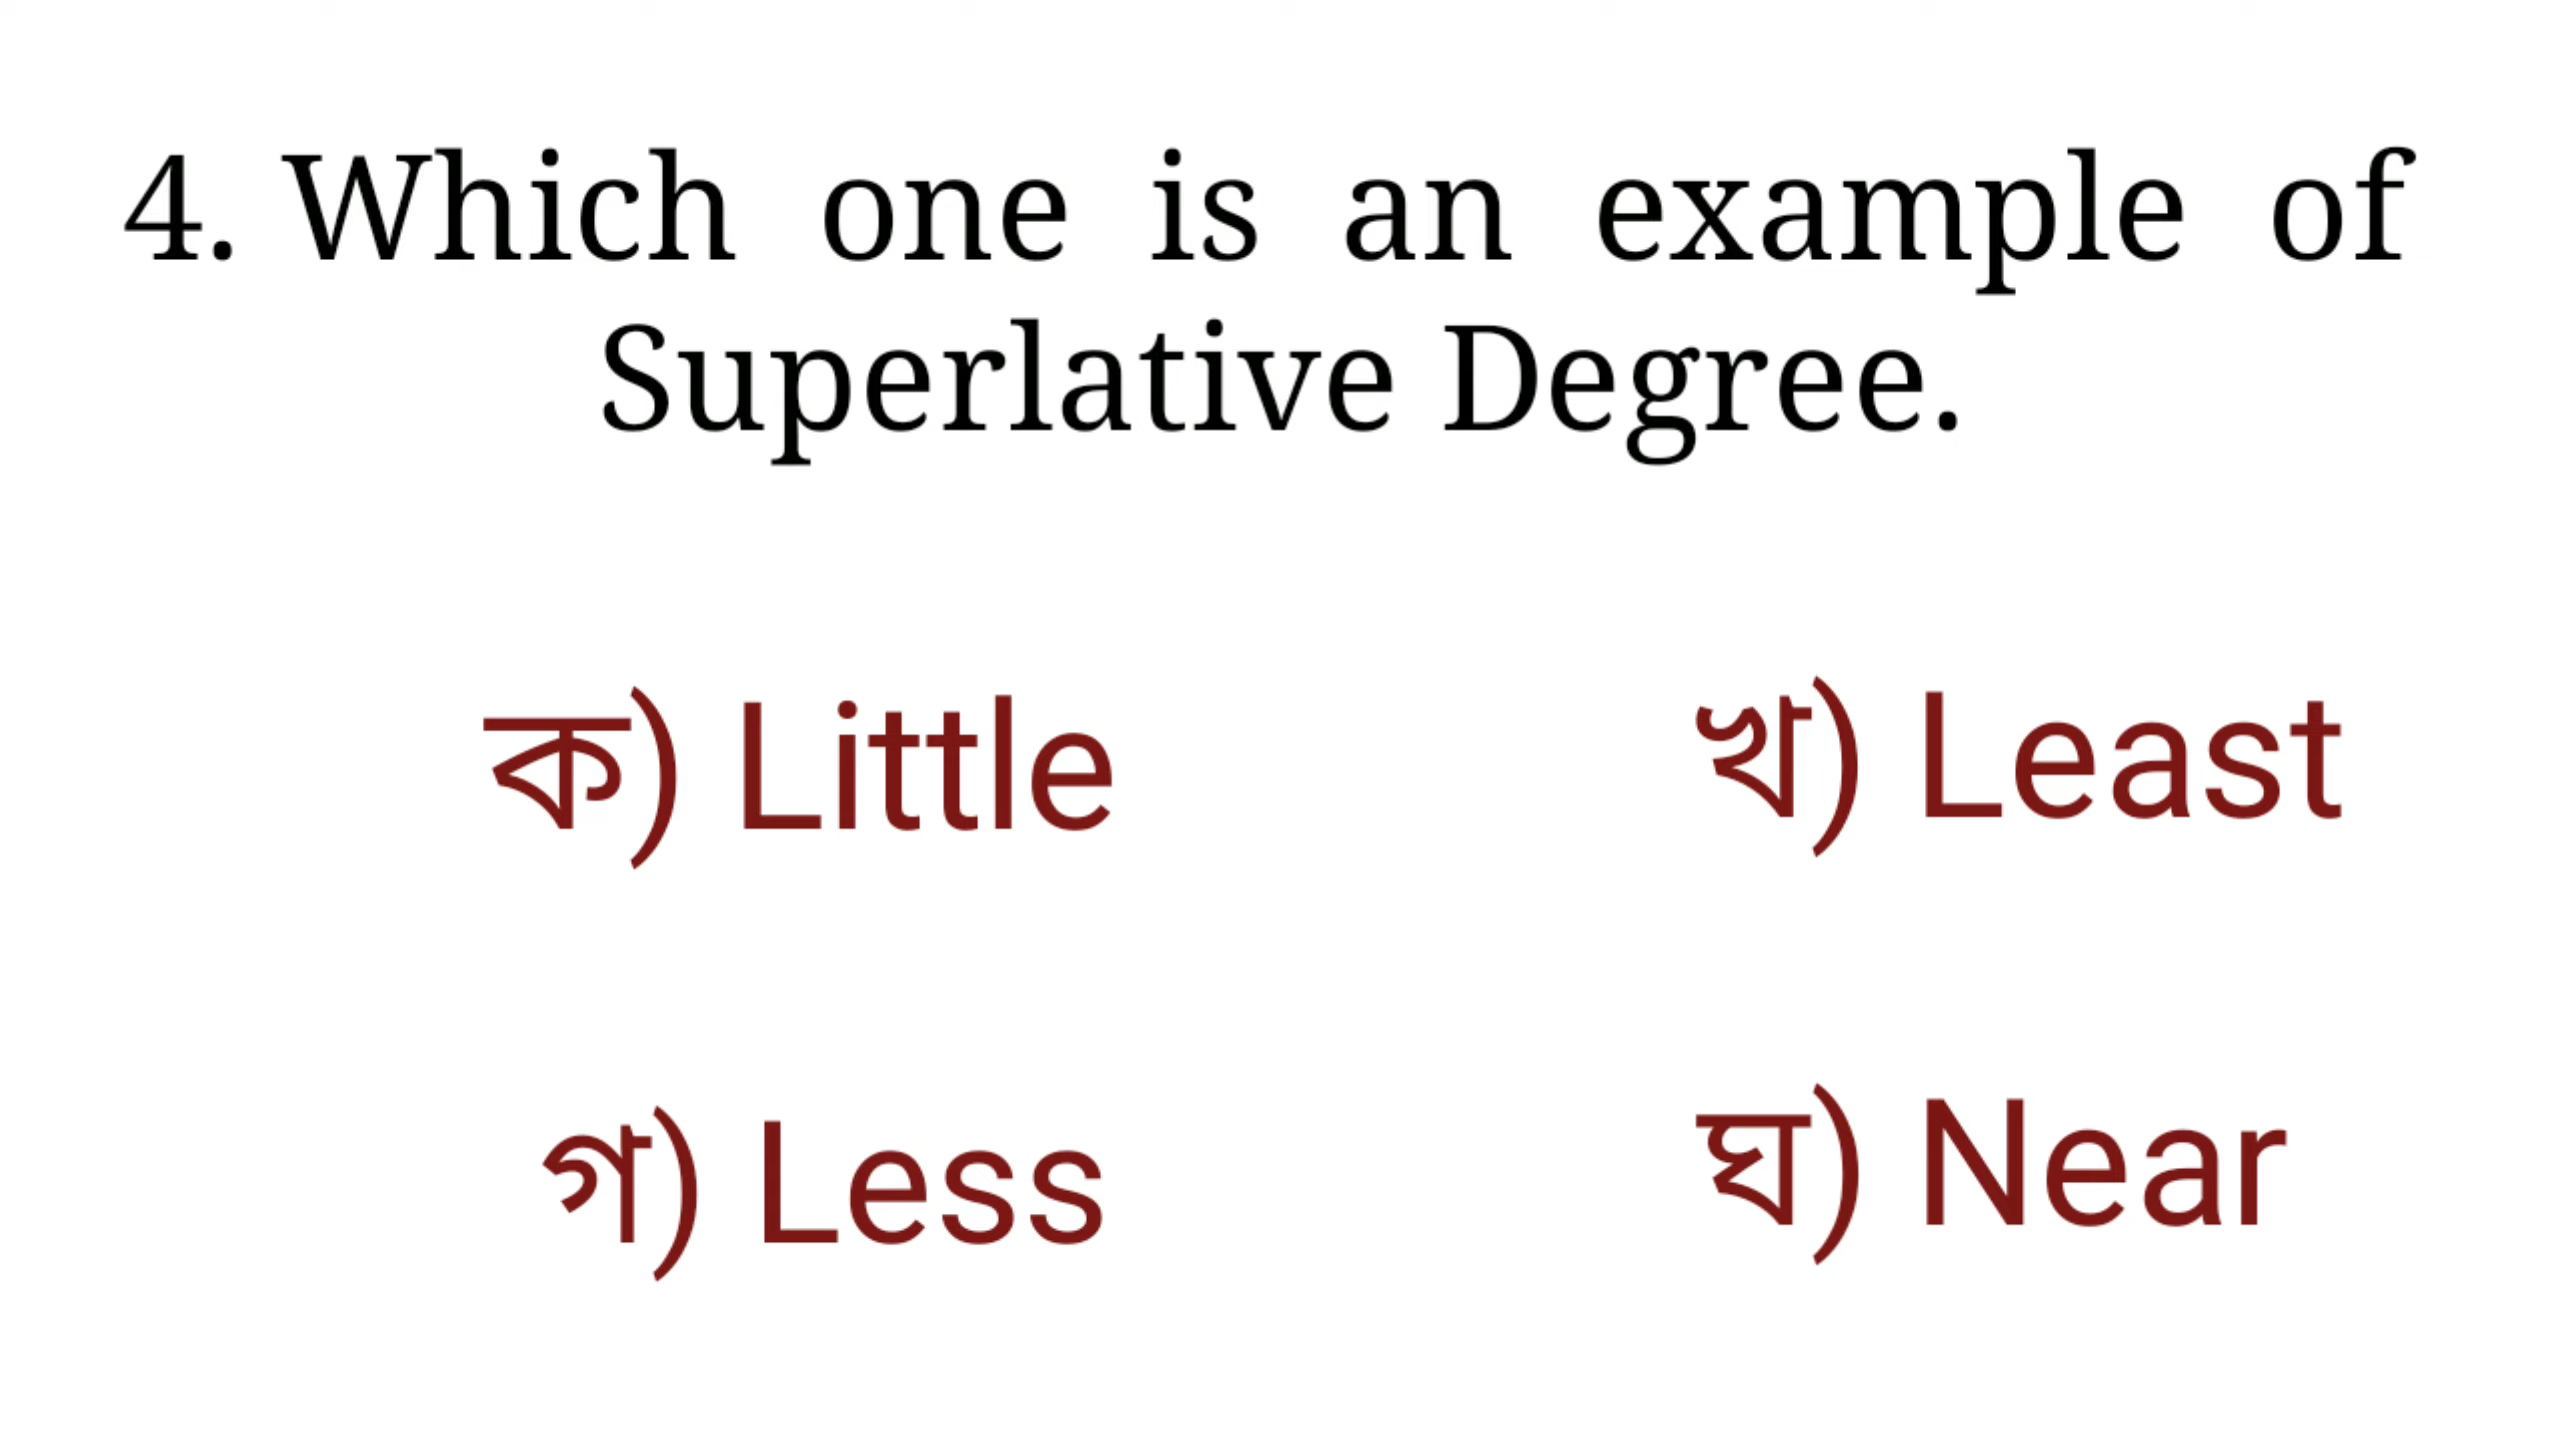 4. Which one is an example of
Superlative Degree.
ক) Little
খ) Least
গ) Less
ঘ) Near